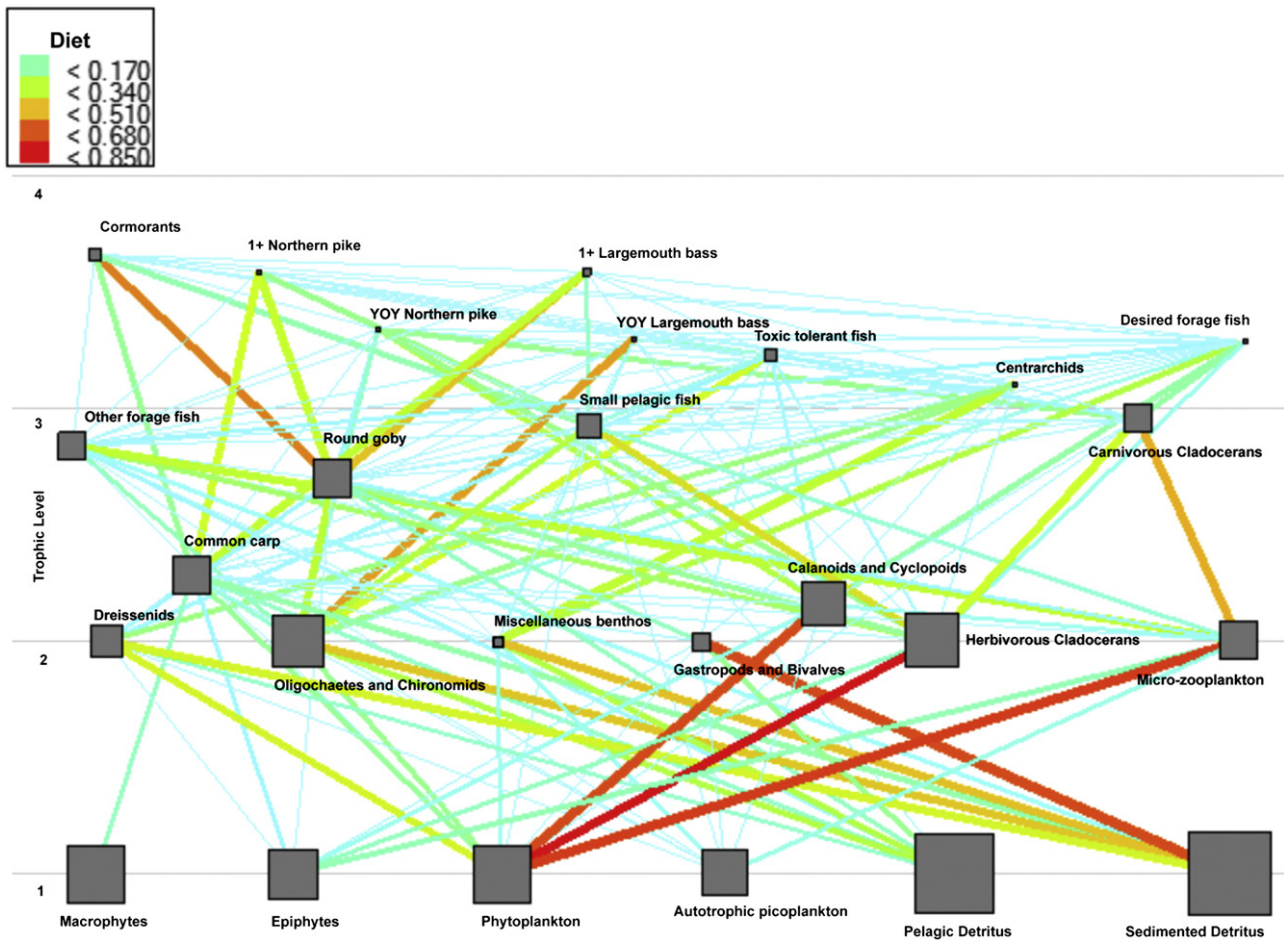 Diet
< 0.170
< 0.340
< 0.510
< 0.680
< 0.850
4
Cormorants
1+ Northern pike
1+ Largemouth bass
YOY Northern pike
YOY Largemouth bass
Toxic tolerant fish
Desired forage fish
Centrarchids
3
Other forage fish
Small pelagic fish
Round goby
Carnivorous Cladocerans
Trophic Level
Common carp
Calanoids and Cyclopoids
Dreissenids
Miscellaneous benthos
Herbivorous Cladocerans
2
Oligochaetes and Chironomids
Gastropods and Bivalves
Micro-zooplankton
1
Macrophytes
Epiphytes
Phytoplankton
Autotrophic picoplankton
Pelagic Detritus
Sedimented Detritus